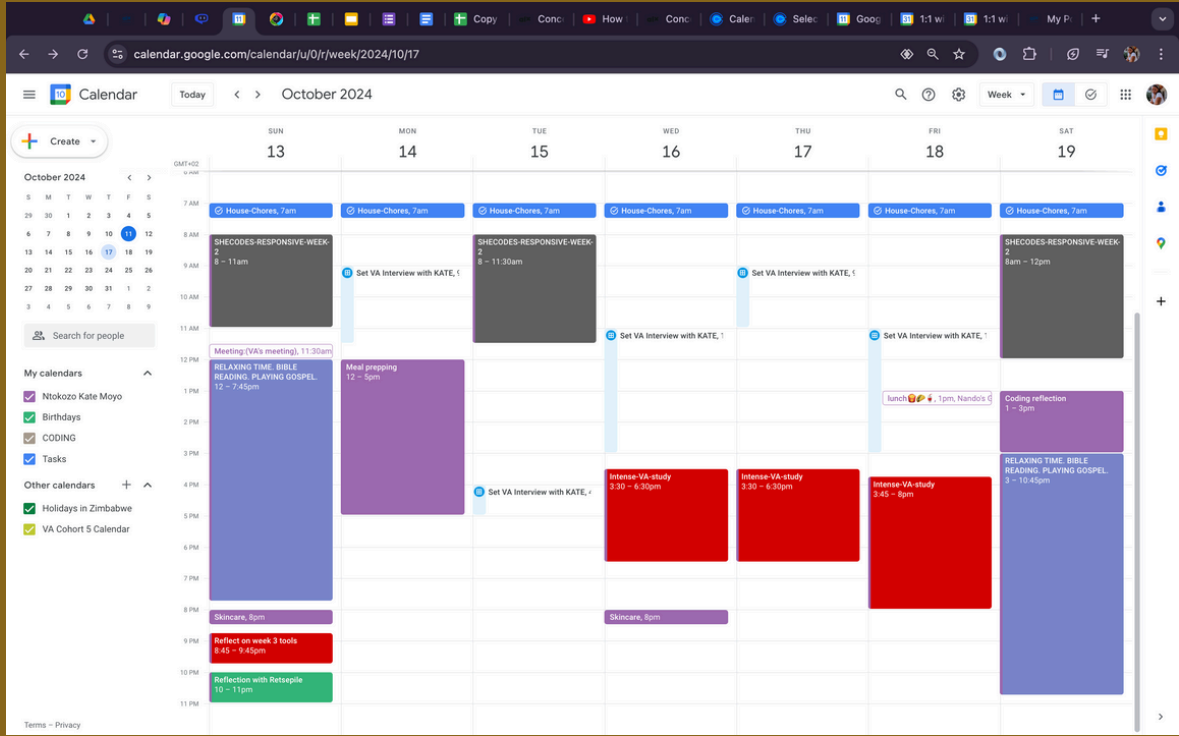 Copy
Conc
How
Conc
Calen
Selec
Goog
1:1 wi
1:1 wi
My P
calendar.google.com/calendar/u/0/r/week/2024/10/17
10
Calendar
Today
October 2024
Week
Create
October 2024
S M T W T F S
29 30 1 2 3 4 5
6 7 8 9 10 11 12
13 14 15 16 17 18 19
20 21 22 23 24 25 26
27 28 29 30 31 1 2
3 4 5 6 7 8 9
Search for people
My calendars
Ntokozo Kate Moyo
Birthdays
CODING
Tasks
Other calendars
Holidays in Zimbabwe
VA Cohort 5 Calendar
Terms – Privacy
SUN MON TUE WED THU FRI SAT
13 14 15 16 17 18 19
GMT+02
7 AM
8 AM
9 AM
10 AM
11 AM
12 PM
1 PM
2 PM
3 PM
4 PM
5 PM
6 PM
7 PM
8 PM
9 PM
10 PM
11 PM
House-Chores, 7am
SHECODES-RESPONSIVE-WEEK-
2
8 – 11am
Meeting:(VA's meeting), 11:30am
RELAXING TIME. BIBLE
READING. PLAYING GOSPEL.
12 – 7:45pm
Skincare, 8pm
Reflect on week 3 tools
8:45 – 9:45pm
Reflection with Retsepile
10 – 11pm
House-Chores, 7am
Set VA Interview with KATE,
Meal prepping
12 – 5pm
House-Chores, 7am
SHECODES-RESPONSIVE-WEEK-
2
8 – 11:30am
Set VA Interview with KATE,
House-Chores, 7am
Set VA Interview with KATE,
Intense-VA-study
3:30 – 6:30pm
Skincare, 8pm
House-Chores, 7am
Set VA Interview with KATE,
Intense-VA-study
3:30 – 6:30pm
House-Chores, 7am
Set VA Interview with KATE,
lunch🍔🌮🍹, 1pm, Nando's
Intense-VA-study
3:45 – 8pm
House-Chores, 7am
SHECODES-RESPONSIVE-WEEK-
2
8am – 12pm
Coding reflection
1 – 3pm
RELAXING TIME. BIBLE
READING. PLAYING GOSPEL.
3 – 10:45pm